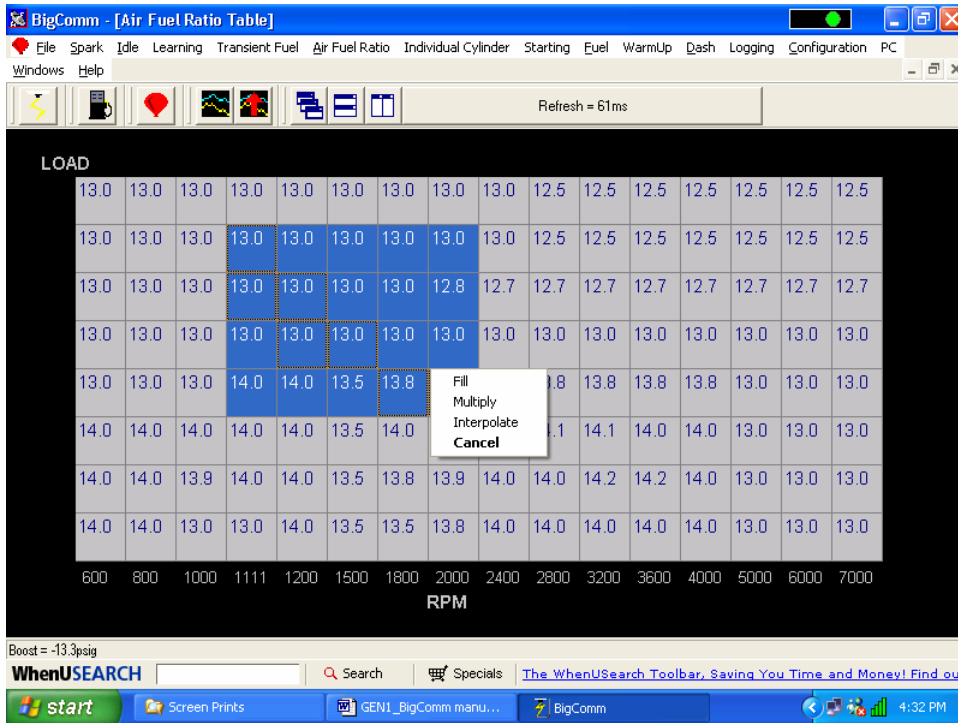 BigComm - [Air Fuel Ratio Table]
File Spark Idle Learning Transient Fuel Air Fuel Ratio Individual Cylinder Starting Fuel WarmUp Dash Logging Configuration PC
Windows Help
Refresh = 61ms
LOAD
13.0 13.0 13.0 13.0 13.0 13.0 13.0 13.0 13.0 12.5 12.5 12.5 12.5 12.5 12.5 12.5
13.0 13.0 13.0 13.0 13.0 13.0 13.0 13.0 13.0 12.5 12.5 12.5 12.5 12.5 12.5 12.5
13.0 13.0 13.0 13.0 13.0 13.0 13.0 12.8 12.7 12.7 12.7 12.7 12.7 12.7 12.7 12.7
13.0 13.0 13.0 13.0 13.0 13.0 13.0 13.0 13.0 13.0 13.0 13.0 13.0 13.0 13.0 13.0
13.0 13.0 13.0 14.0 14.0 13.5 13.8 .8 13.8 13.8 13.8 13.0 13.0 13.0
Fill
Multiply
Interpolate
Cancel
14.0 14.0 14.0 14.0 14.0 13.5 14.0 .1 14.1 14.0 14.0 13.0 13.0 13.0
14.0 14.0 13.9 14.0 14.0 13.5 13.8 13.9 14.0 14.0 14.2 14.2 14.0 13.0 13.0 13.0
14.0 14.0 13.0 13.0 14.0 13.5 13.5 13.8 14.0 14.0 14.0 14.0 14.0 13.0 13.0 13.0
600 800 1000 1111 1200 1500 1800 2000 2400 2800 3200 3600 4000 5000 6000 7000
RPM
Boost = -13.3psig
WhenUSEARCH Search Specials The WhenUSearch Toolbar, Saving You Time and Money! Find ou
start Screen Prints GEN1_BigComm manu... BigComm 4:32 PM